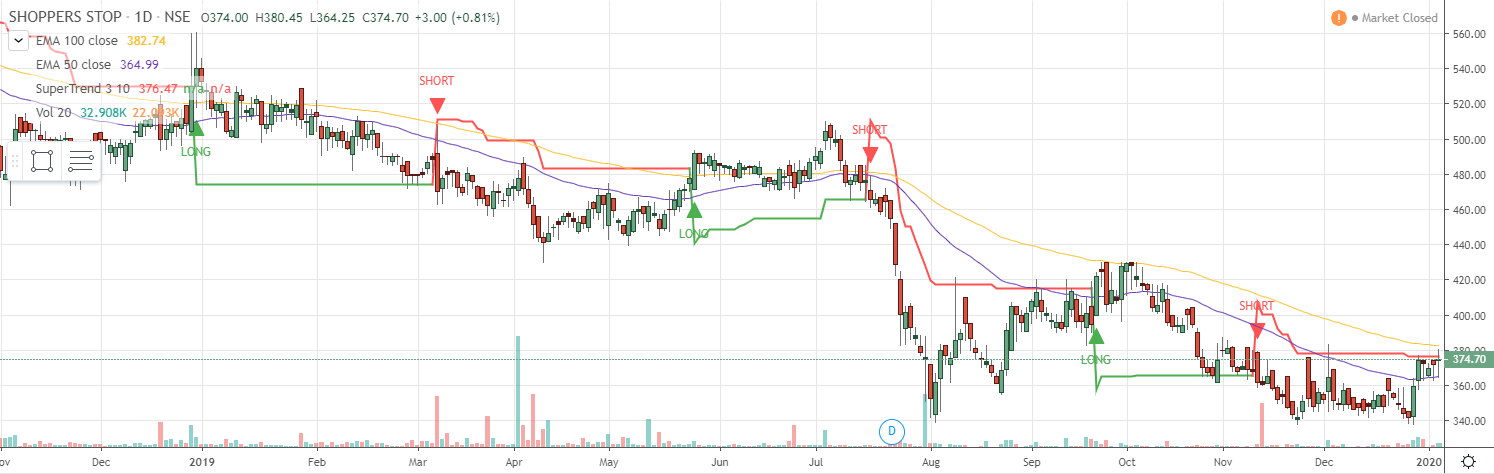 SHOPPERS STOP · 1D · NSE O374.00 H380.45 L364.25 C374.70 +3.00 (+0.81%)
! Market Closed
EMA 100 close 382.74
EMA 50 close 364.99
SuperTrend 3 10 376.47 n/a n/a
Vol 20 32.908K
560.00
540.00
520.00
500.00
480.00
460.00
440.00
420.00
400.00
380.00
374.70
360.00
340.00
SHORT
SHORT
SHORT
LONG
LONG
LONG
D
ov Dec 2019 Feb Mar Apr May Jun Jul Aug Sep Oct Nov Dec 2020